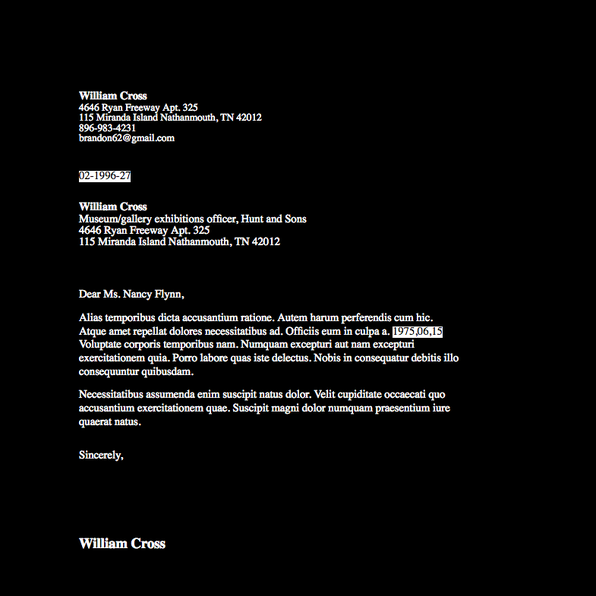 William Cross
4646 Ryan Freeway Apt. 325
115 Miranda Island Nathanmouth, TN 42012
896-983-4231
brandon62@gmail.com
02-1996-27
William Cross
Museum/gallery exhibitions officer, Hunt and Sons
4646 Ryan Freeway Apt. 325
115 Miranda Island Nathanmouth, TN 42012
Dear Ms. Nancy Flynn,
Alias temporibus dicta accusantium ratione. Autem harum perferendis cum hic.
Atque amet repellat dolores necessitatibus ad. Officiis eum in culpa a. 1975,06,15
Voluptate corporis temporibus nam. Numquam excepturi aut nam excepturi
exercitationem quia. Porro labore quas iste delectus. Nobis in consequatur debitis illo
consequuntur quibusdam.
Necessitatibus assumenda enim suscipit natus dolor. Velit cupiditate occaecati quo
accusantium exercitationem quae. Suscipit magni dolor numquam praesentium iure
quaerat natus.
Sincerely,
William Cross